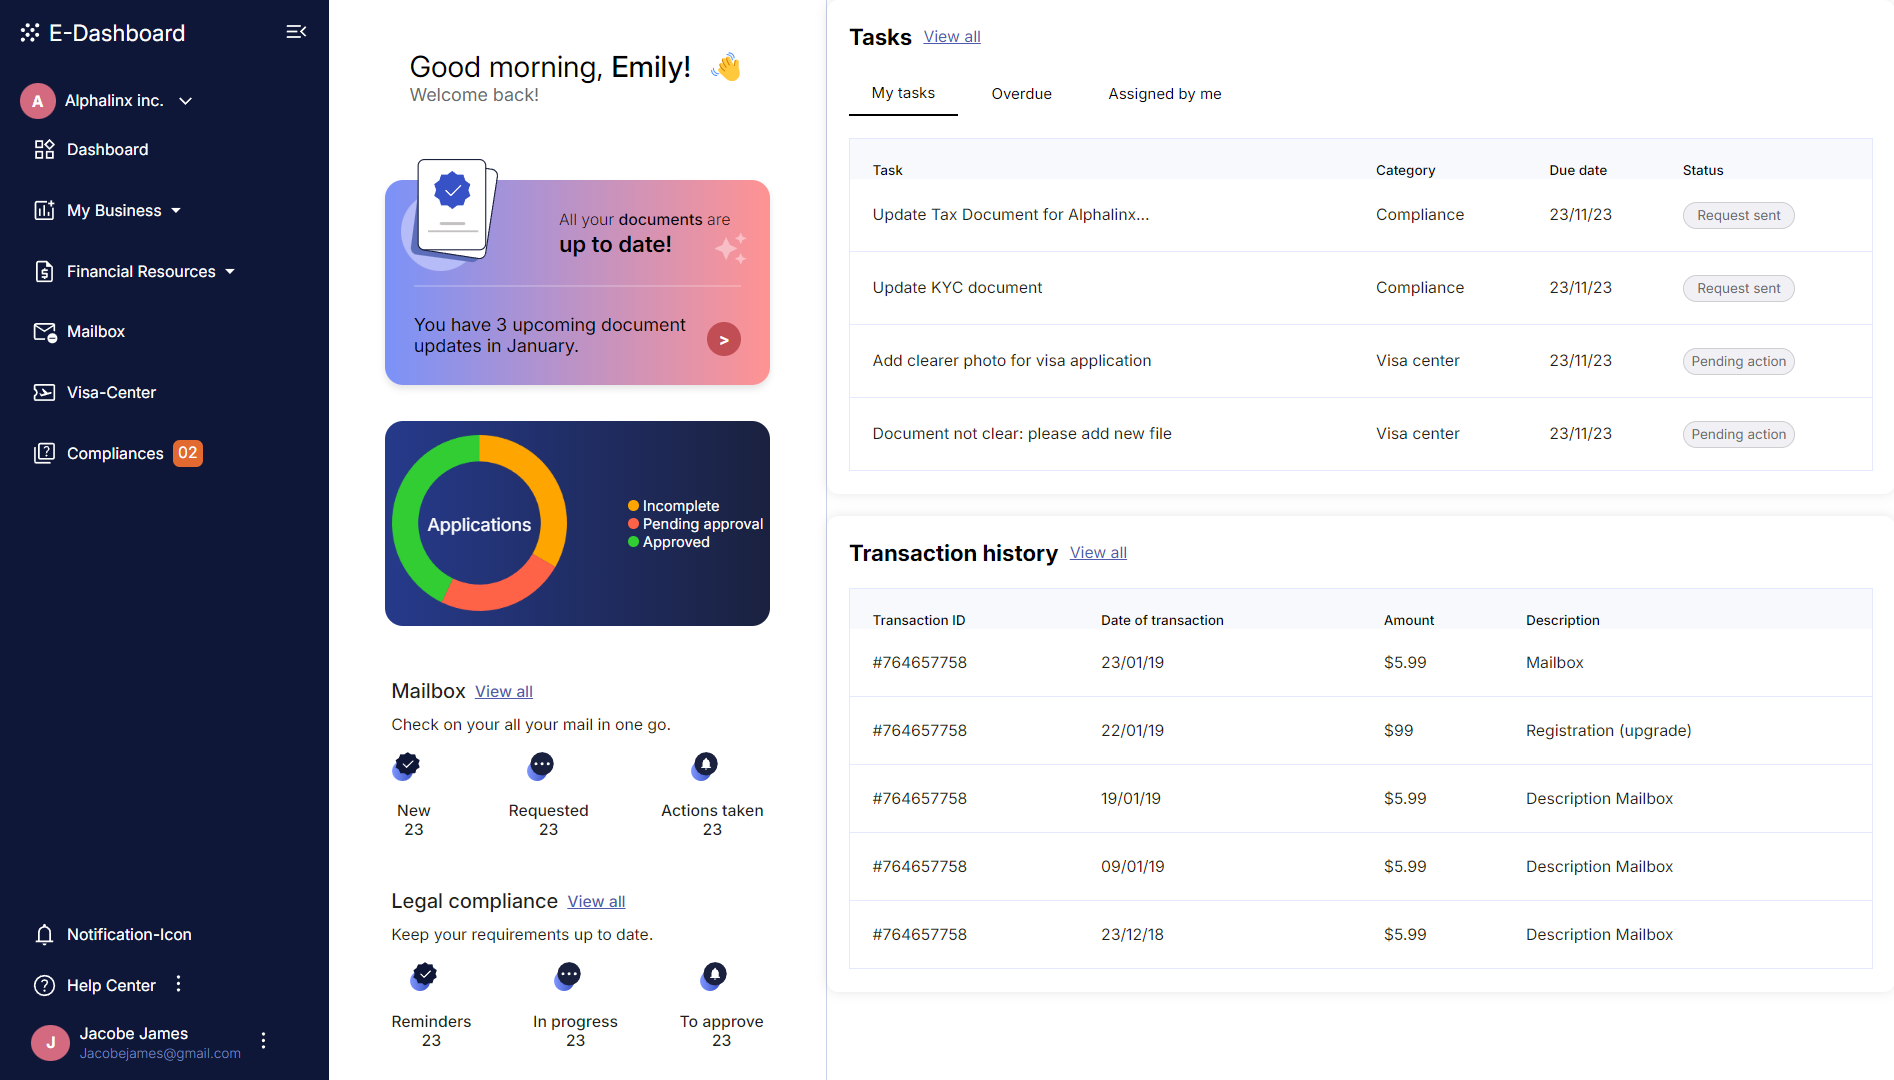 E-Dashboard
A Alphalinx inc.
Dashboard
My Business
Financial Resources
Mailbox
Visa-Center
Compliances 02
Notification-Icon
Help Center
J Jacobe James
Jacobejames@gmail.com
Good morning, Emily!
Welcome back!
All your documents are
up to date!
You have 3 upcoming document
updates in January.
>
Applications
Incomplete
Pending approval
Approved
Mailbox View all
Check on your all your mail in one go.
New Requested Actions taken
23 23 23
Legal compliance View all
Keep your requirements up to date.
Reminders In progress To approve
23 23 23
Tasks View all
My tasks Overdue Assigned by me
Task Category Due date Status
Update Tax Document for Alphalinx... Compliance 23/11/23 Request sent
Update KYC document Compliance 23/11/23 Request sent
Add clearer photo for visa application Visa center 23/11/23 Pending action
Document not clear: please add new file Visa center 23/11/23 Pending action
Transaction history View all
Transaction ID Date of transaction Amount Description
#764657758 23/01/19 $5.99 Mailbox
#764657758 22/01/19 $99 Registration (upgrade)
#764657758 19/01/19 $5.99 Description Mailbox
#764657758 09/01/19 $5.99 Description Mailbox
#764657758 23/12/18 $5.99 Description Mailbox